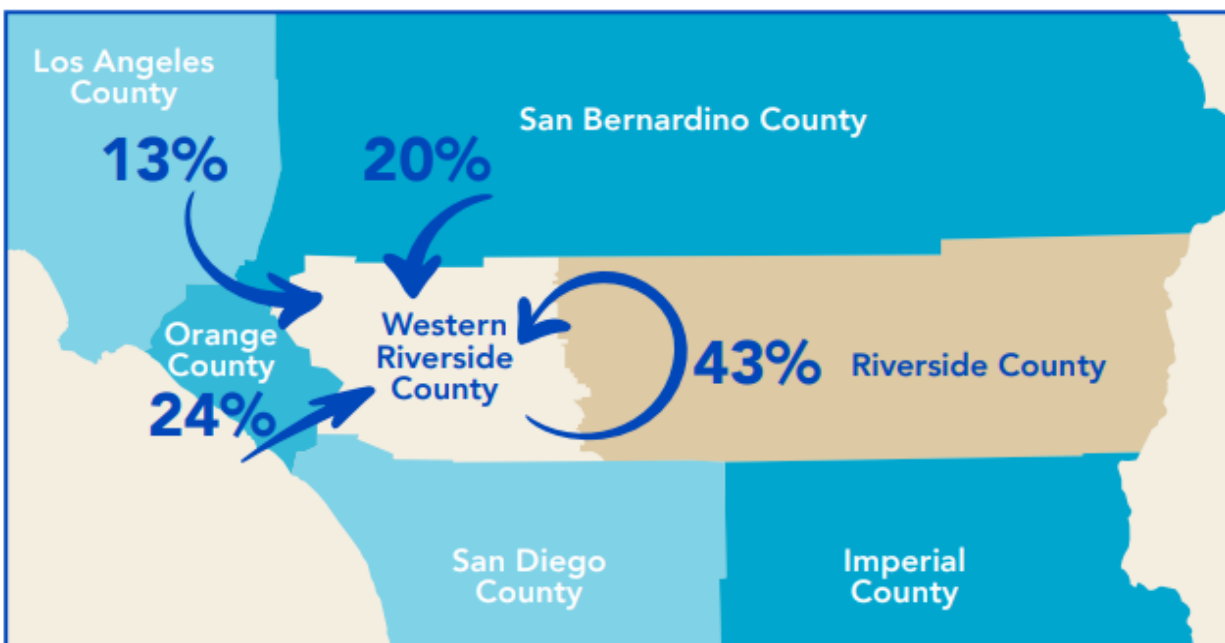 Los Angeles
County
13%
20%
San Bernardino County
Orange
County
24%
Western
Riverside
County
43%
Riverside County
San Diego
County
Imperial
County